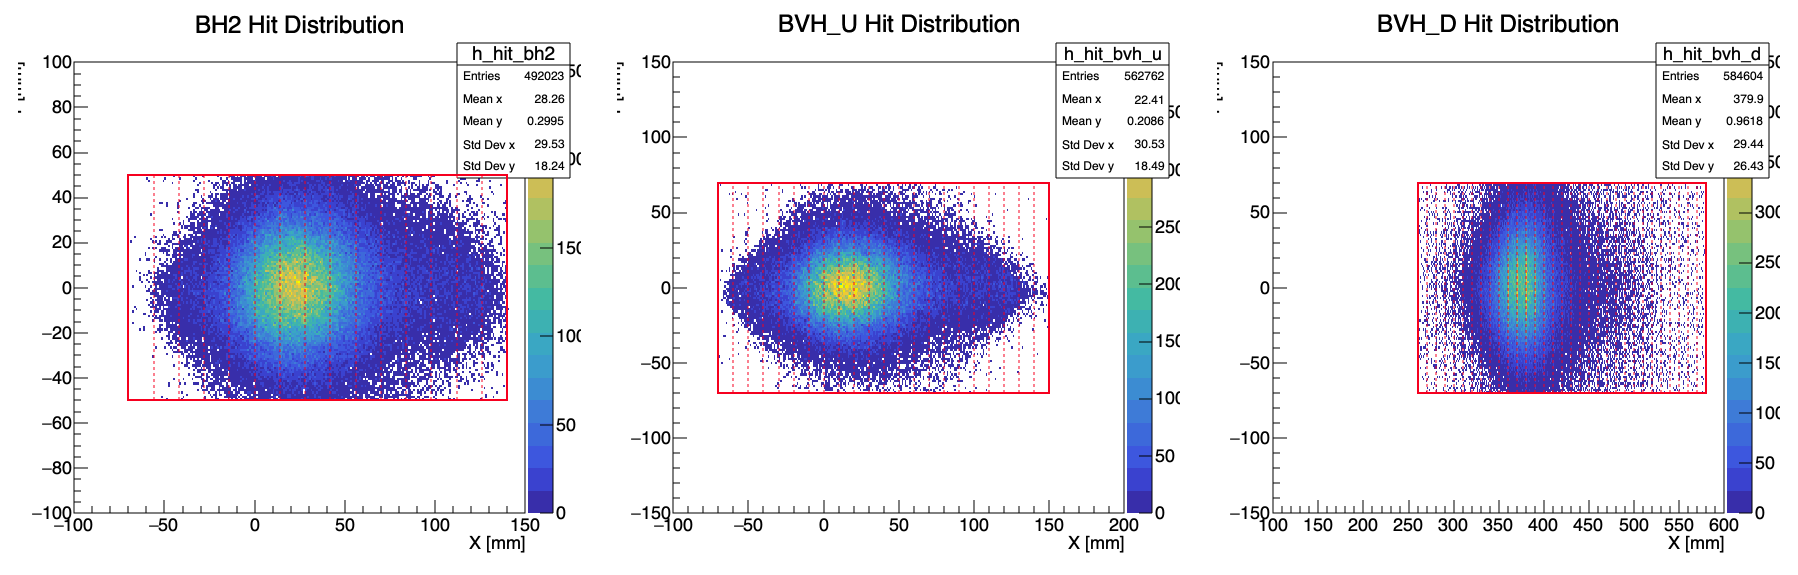 BH2 Hit Distribution
h_hit_bh2
Entries 492023
Mean x 28.26
Mean y 0.2995
Std Dev x 29.53
Std Dev y 18.24
100
80
60
40
20
0
−20
−40
−60
−80
−100
−100 −50 0 50 100 150
X [mm]
150
100
50
0
BVH_U Hit Distribution
h_hit_bvh_u
Entries 562762
Mean x 22.41
Mean y 0.2086
Std Dev x 30.53
Std Dev y 18.49
150
100
50
0
−50
−100
−150
−100 −50 0 50 100 150 200
X [mm]
250
200
150
100
50
0
BVH_D Hit Distribution
h_hit_bvh_d
Entries 584604
Mean x 379.9
Mean y 0.9618
Std Dev x 29.44
Std Dev y 26.43
150
100
50
0
−50
−100
−150
100 150 200 250 300 350 400 450 500 550 600
X [mm]
300
250
200
150
100
50
0